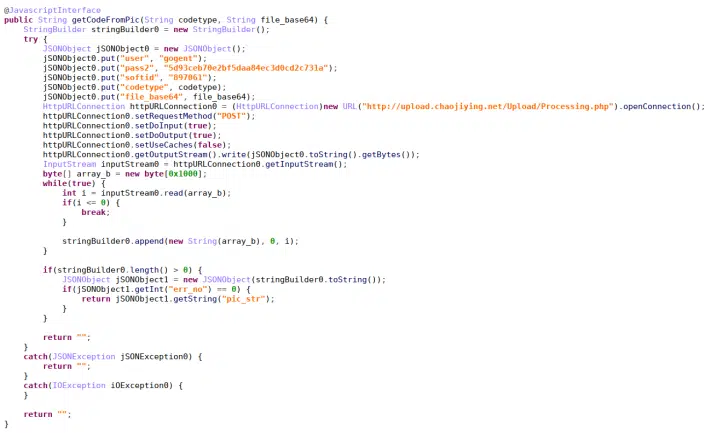 @JavascriptInterface
public String getCodeFromPic(String codetype, String file_base64) {
    StringBuilder stringBuilder0 = new StringBuilder();
    try {
        JSONObject jSONObject0 = new JSONObject();
        jSONObject0.put("user", "gogent");
        jSONObject0.put("pass2", "5d93ceb70e2bf5daa84ec3d0cd2c731a");
        jSONObject0.put("softid", "897061");
        jSONObject0.put("codetype", codetype);
        jSONObject0.put("file_base64", file_base64);
        HttpURLConnection httpURLConnection0 = (HttpURLConnection)new URL("http://upload.chaojiying.net/Upload/Processing.php").openConnection();
        httpURLConnection0.setRequestMethod("POST");
        httpURLConnection0.setDoInput(true);
        httpURLConnection0.setDoOutput(true);
        httpURLConnection0.setUseCaches(false);
        httpURLConnection0.getOutputStream().write(jSONObject0.toString().getBytes());
        InputStream inputStream0 = httpURLConnection0.getInputStream();
        byte[] array_b = new byte[0x1000];
        while(true) {
            int i = inputStream0.read(array_b);
            if(i <= 0) {
                break;
            }

            stringBuilder0.append(new String(array_b), 0, i);
        }

        if(stringBuilder0.length() > 0) {
            JSONObject jSONObject1 = new JSONObject(stringBuilder0.toString());
            if(jSONObject1.getInt("err_no") == 0) {
                return jSONObject1.getString("pic_str");
            }
        }

        return "";
    }
    catch(JSONException jSONException0) {
        return "";
    }
    catch(IOException iOException0) {
    }

    return "";
}